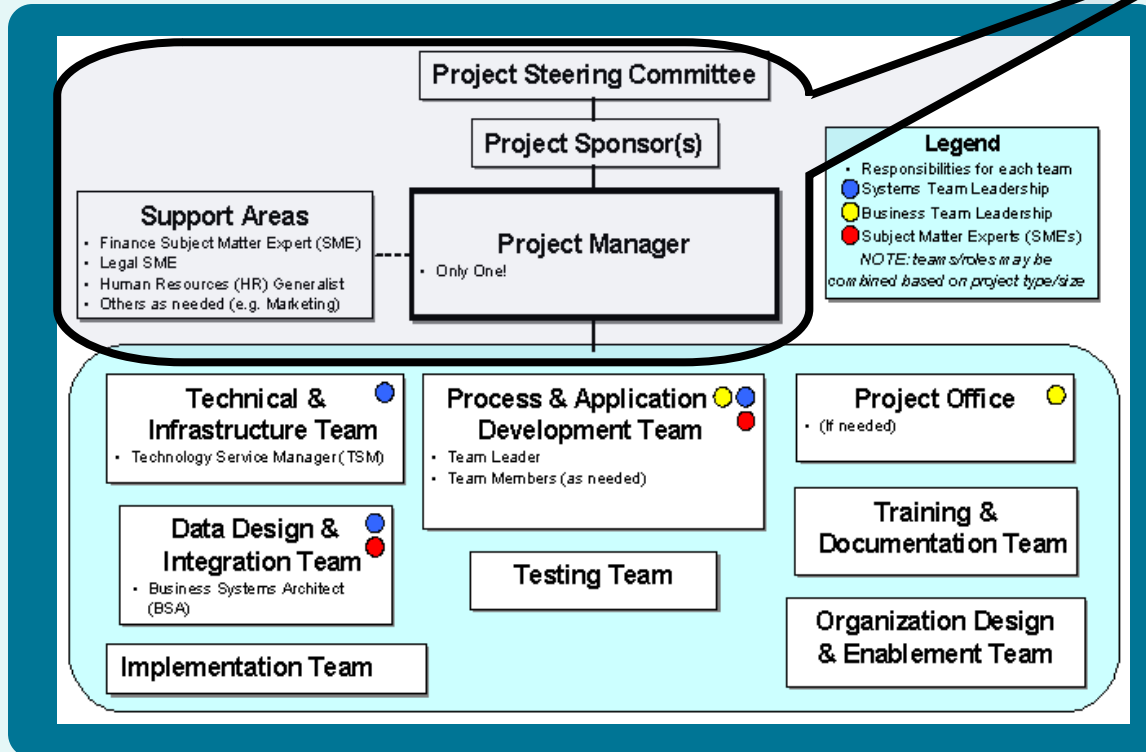 Project Steering Committee
Project Sponsor(s)
Legend
• Responsibilities for each team
Systems Team Leadership
Business Team Leadership
Subject Matter Experts (SME's)
NOTE: teams/roles may be
combined based on project type/size
Support Areas
• Finance Subject Matter Expert (SME)
• Legal SME
• Human Resources (HR) Generalist
• Others as needed (e.g. Marketing)
Project Manager
• Only One!
Technical &
Infrastructure Team
• Technology Service Manager (TSM)
Process & Application
Development Team
• Team Leader
• Team Members (as needed)
Project Office
• (If needed)
Data Design &
Integration Team
• Business Systems Architect
(BSA)
Testing Team
Training &
Documentation Team
Implementation Team
Organization Design
& Enablement Team